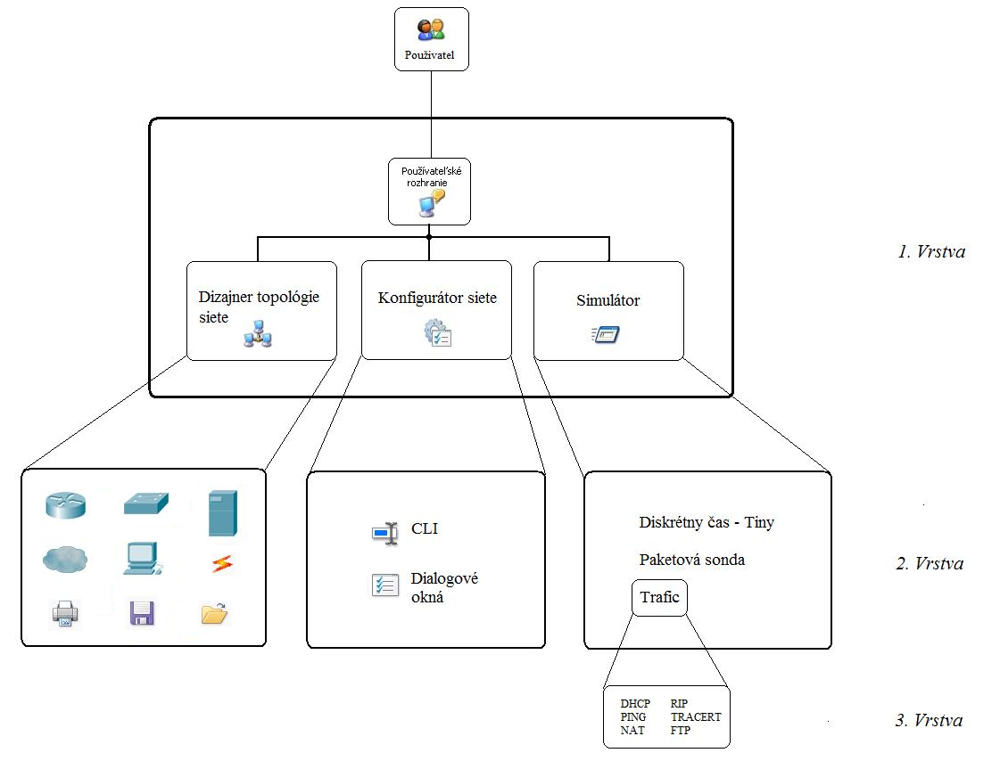 Použivatel
Používateľské
rozhranie
1. Vrstva
Dizajner topológie
siete
Konfigurátor siete
Simulátor
CLI
Dialogové
okná
Diskrétny čas - Tiny
Paketová sonda
Trafic
2. Vrstva
DHCP RIP
PING TRACERT
NAT FTP
3. Vrstva